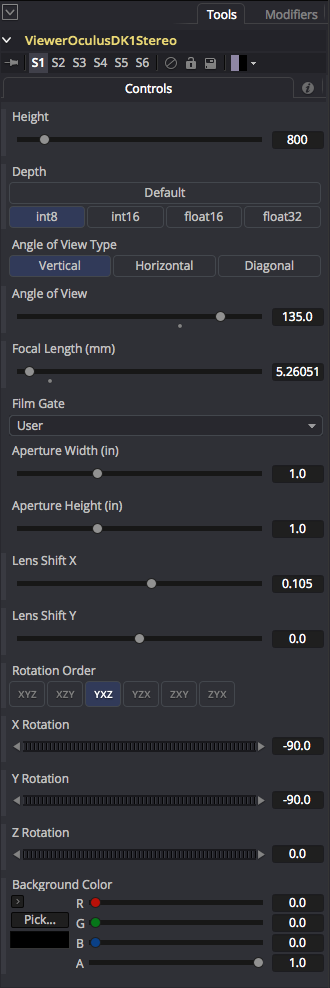 Tools Modifiers
ViewerOculusDK1Stereo
S1 S2 S3 S4 S5 S6
Controls
Height
800
Depth
Default
int8 int16 float16 float32
Angle of View Type
Vertical Horizontal Diagonal
Angle of View
135.0
Focal Length (mm)
5.26051
Film Gate
User
Aperture Width (in)
1.0
Aperture Height (in)
1.0
Lens Shift X
0.105
Lens Shift Y
0.0
Rotation Order
XYZ XZY YXZ YZX ZXY ZYX
X Rotation
-90.0
Y Rotation
-90.0
Z Rotation
0.0
Background Color
R 0.0
Pick... G 0.0
B 0.0
A 1.0